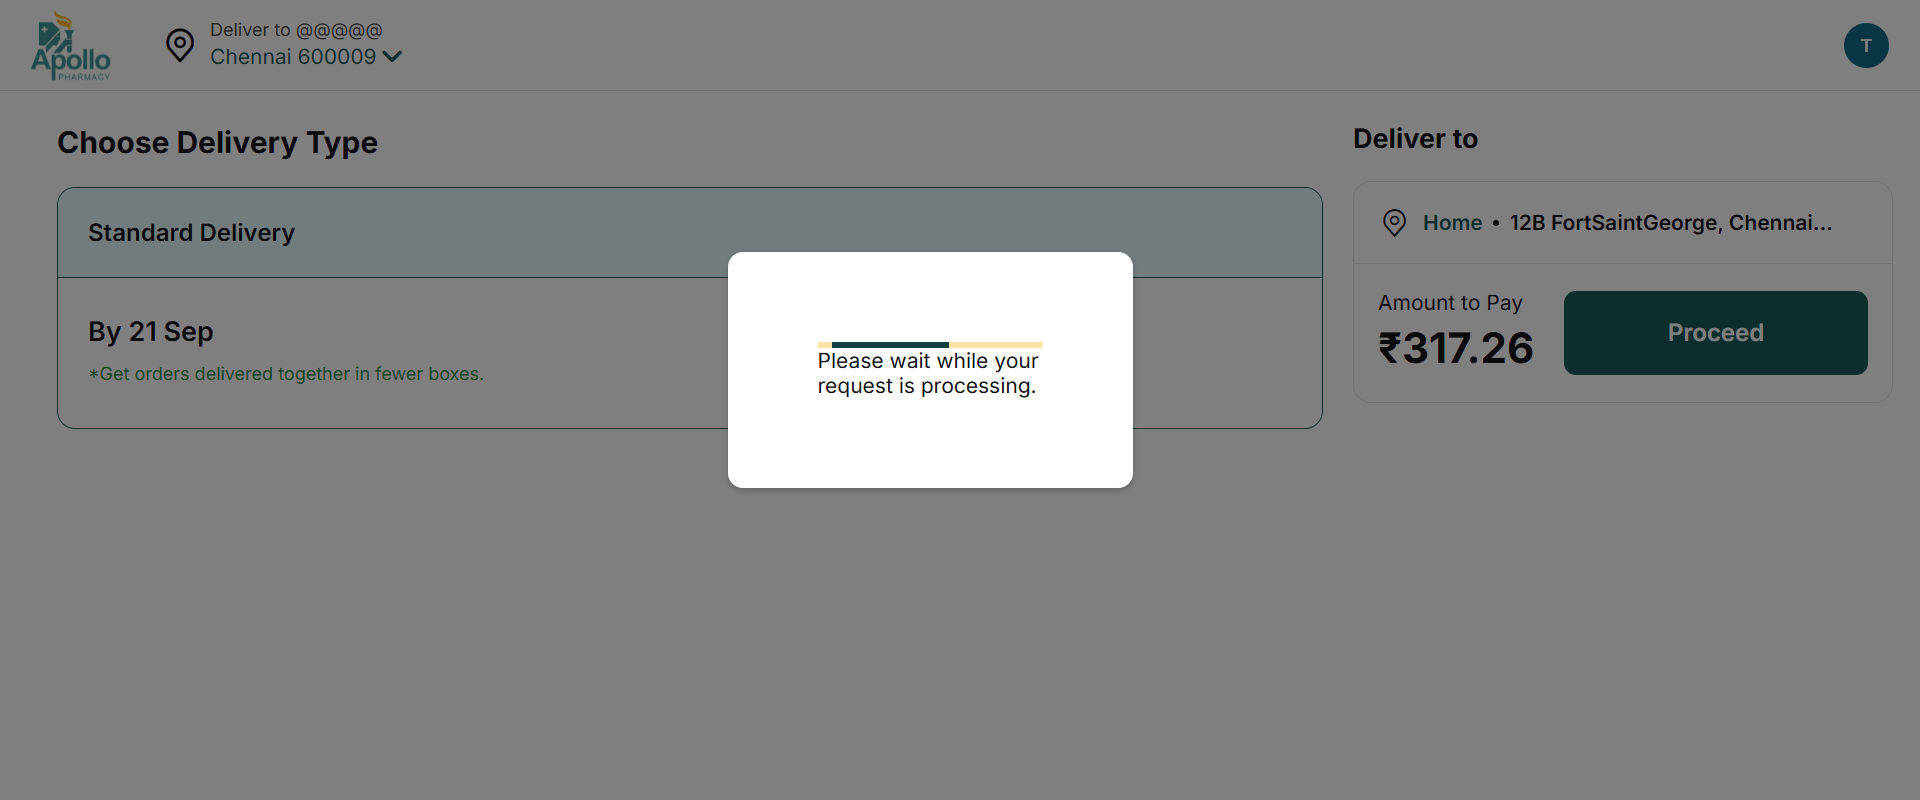 Apollo
PHARMACY
Deliver to @@@@@
Chennai 600009
T
Choose Delivery Type
Standard Delivery
By 21 Sep
*Get orders delivered together in fewer boxes.
Deliver to
Home • 12B FortSaintGeorge, Chennai...
Amount to Pay
₹317.26
Proceed
Please wait while your
request is processing.